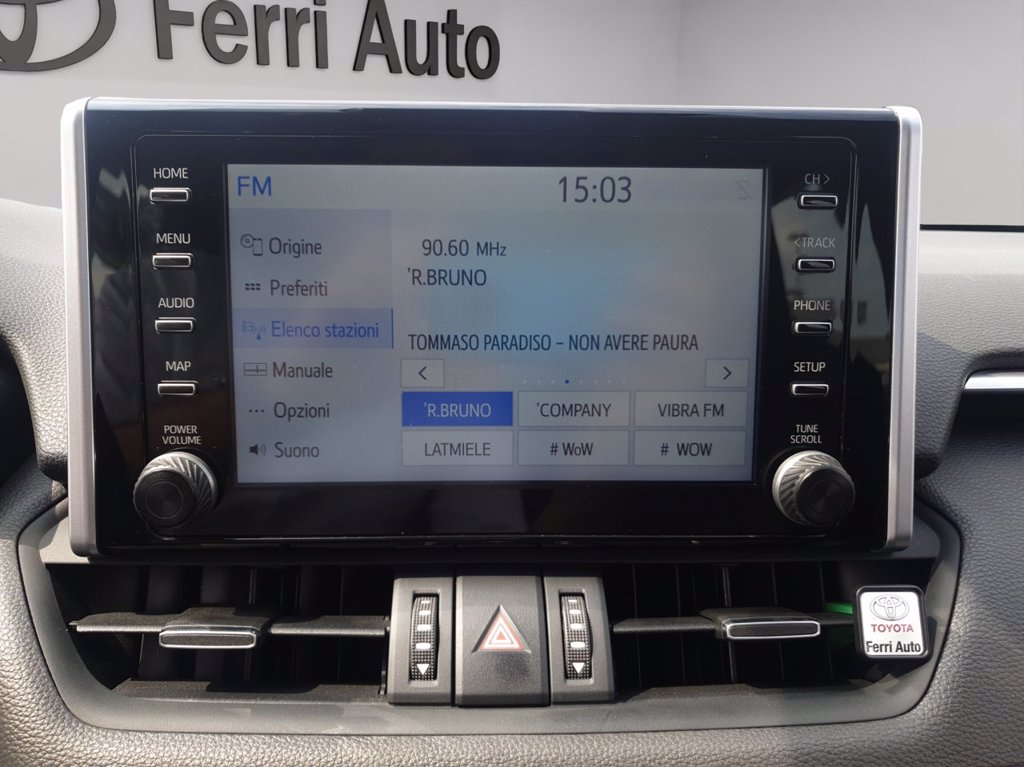 Ferri Auto
HOME
MENU
AUDIO
MAP
POWER
VOLUME
FM
15:03
Origine
Preferiti
Elenco stazioni
Manuale
Opzioni
Suono
90.60 MHz
'R.BRUNO
TOMMASO PARADISO – NON AVERE PAURA
<
>
'R.BRUNO
'COMPANY
VIBRA FM
LATMIELE
# WoW
# WOW
CH >
< TRACK
PHONE
SETUP
TUNE
SCROLL
TOYOTA
Ferri Auto